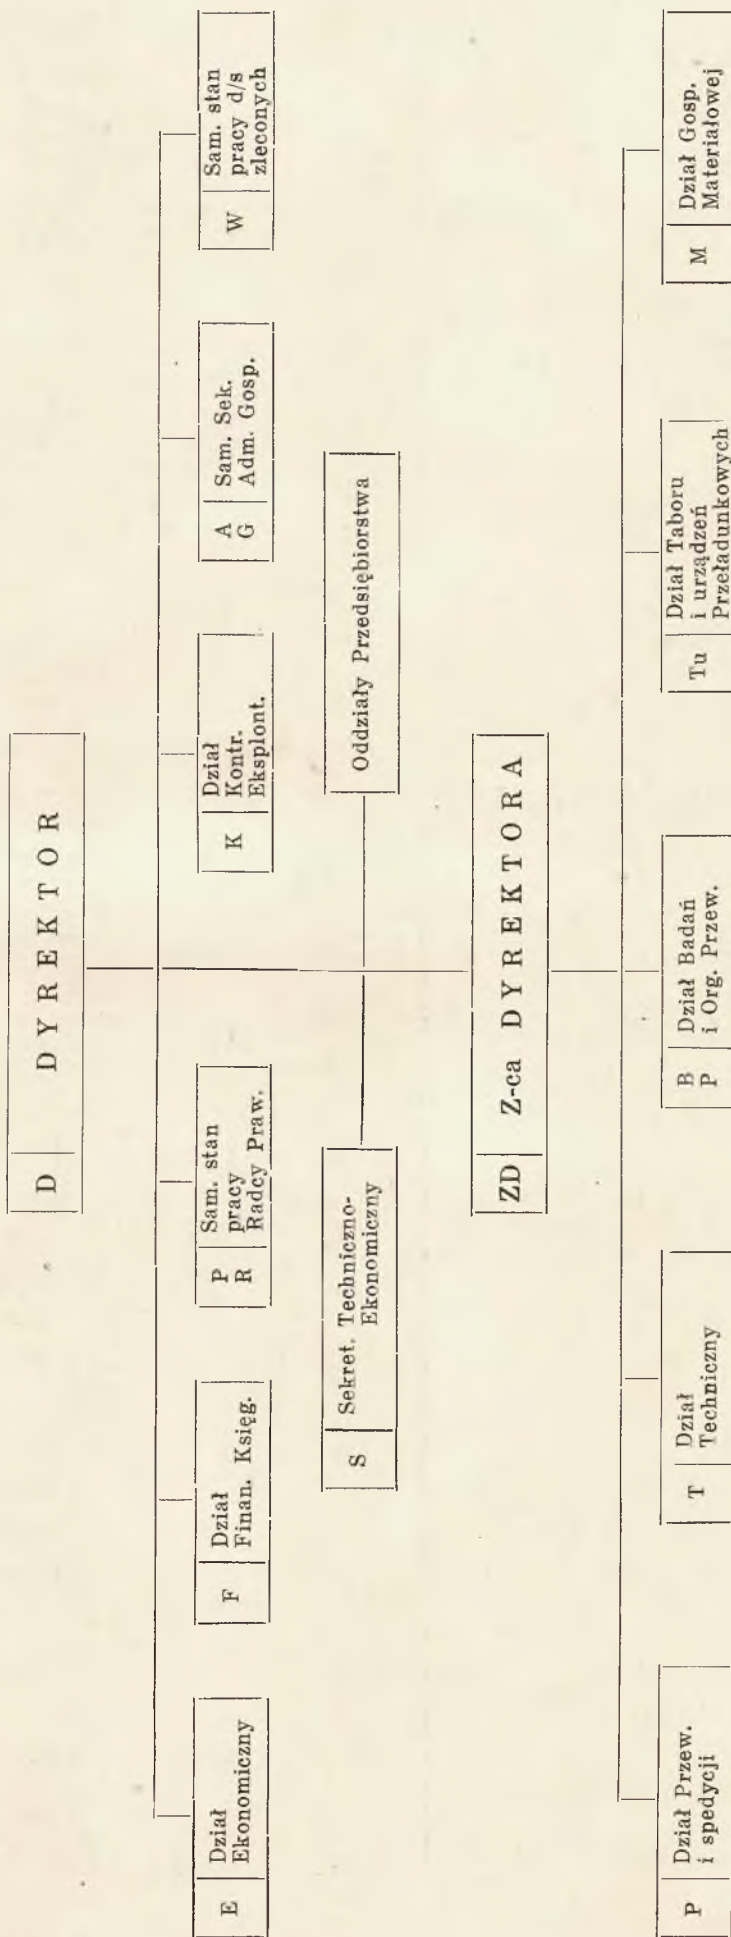 D DYREKTOR
E Dział
Ekonomiczny
F Dział
Finan. Księg.
P Sam. stan
R pracy
Radcy Praw.
K Dział
Kontr.
Eksplont.
A Sam. Sek.
G Adm. Gosp.
W Sam. stan
pracy d/s
zleconych
S Sekret. Techniczno-
Ekonomiczny
Oddziały Przedsiębiorstwa
ZD Z-ca DYREKTORA
P Dział Przew.
i spedycji
T Dział
Techniczny
B Dział Badań
P i Org. Przew.
Tu Dział Taboru
i urządzeń
Przeładunkowych
M Dział Gosp.
Materiałowej